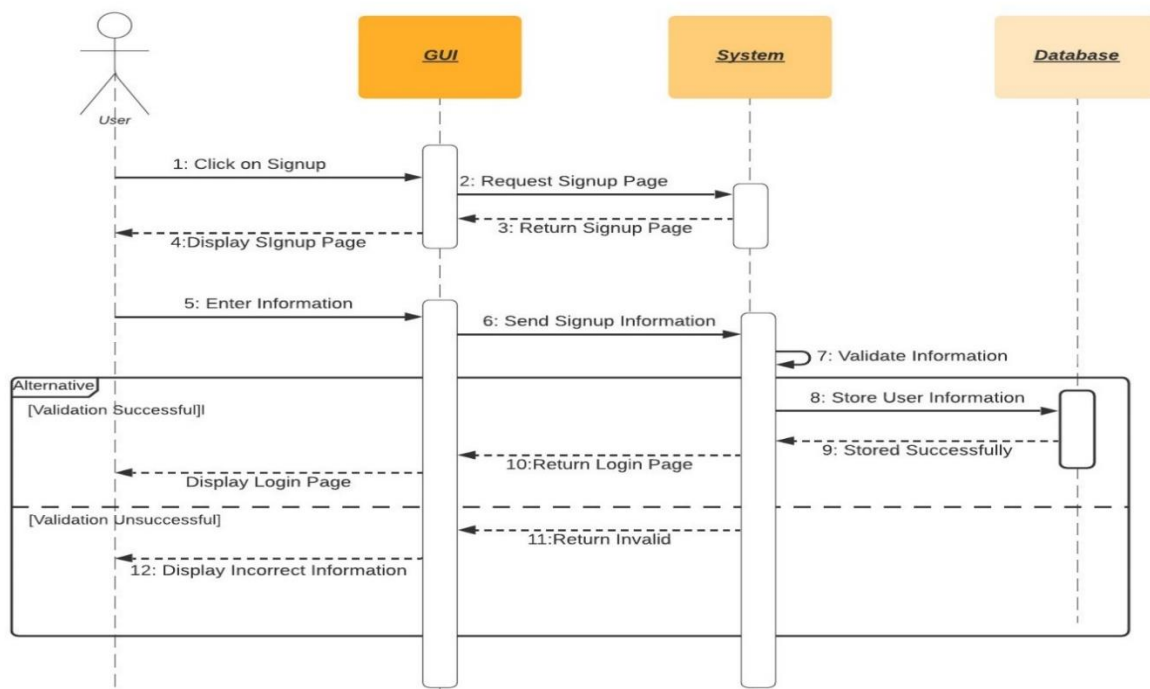 GUI
System
Database
User
1: Click on Signup
2: Request Signup Page
3: Return Signup Page
4:Display SIgnup Page
5: Enter Information
6: Send Signup Information
7: Validate Information
Alternative
[Validation Successful]l
8: Store User Information
9: Stored Successfully
10:Return Login Page
Display Login Page
[Validation Unsuccessful]
11:Return Invalid
12: Display Incorrect Information